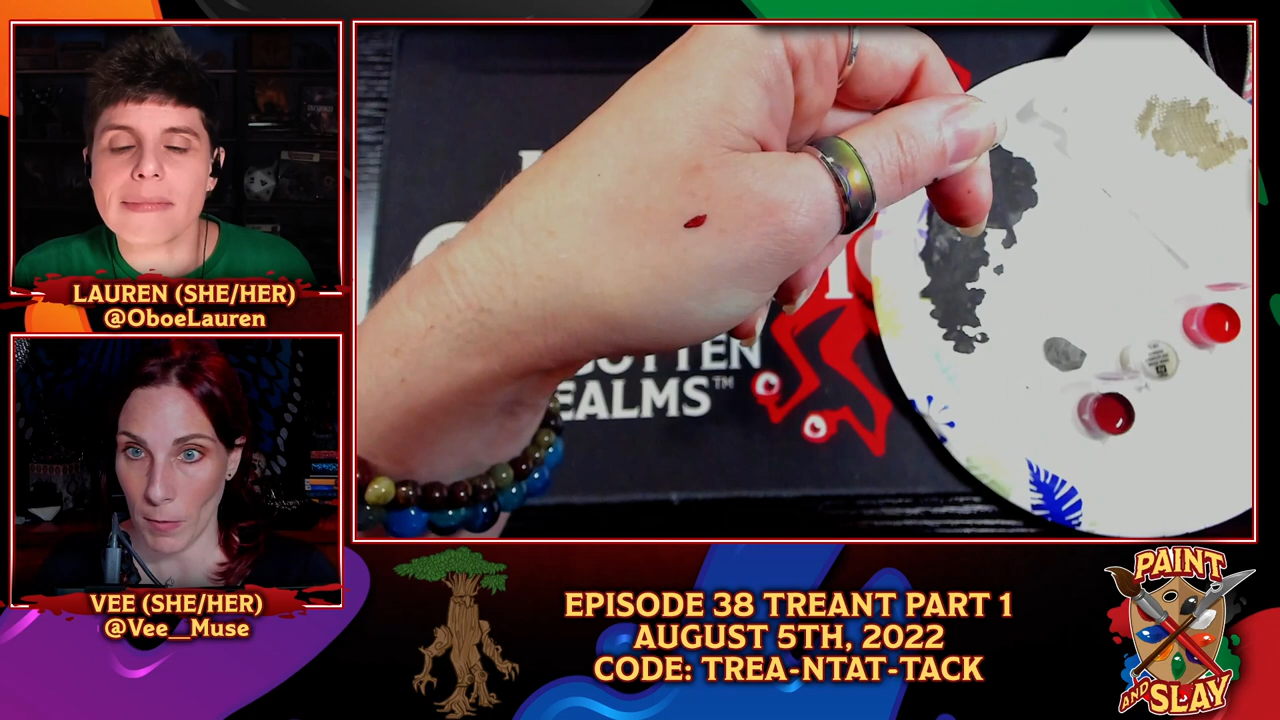 LAUREN (SHE/HER)
@OboeLauren
VEE (SHE/HER)
@Vee__Muse
REALMS™
EPISODE 38 TREANT PART 1
AUGUST 5TH, 2022
CODE: TREA-NTAT-TACK
PAINT
AND SLAY